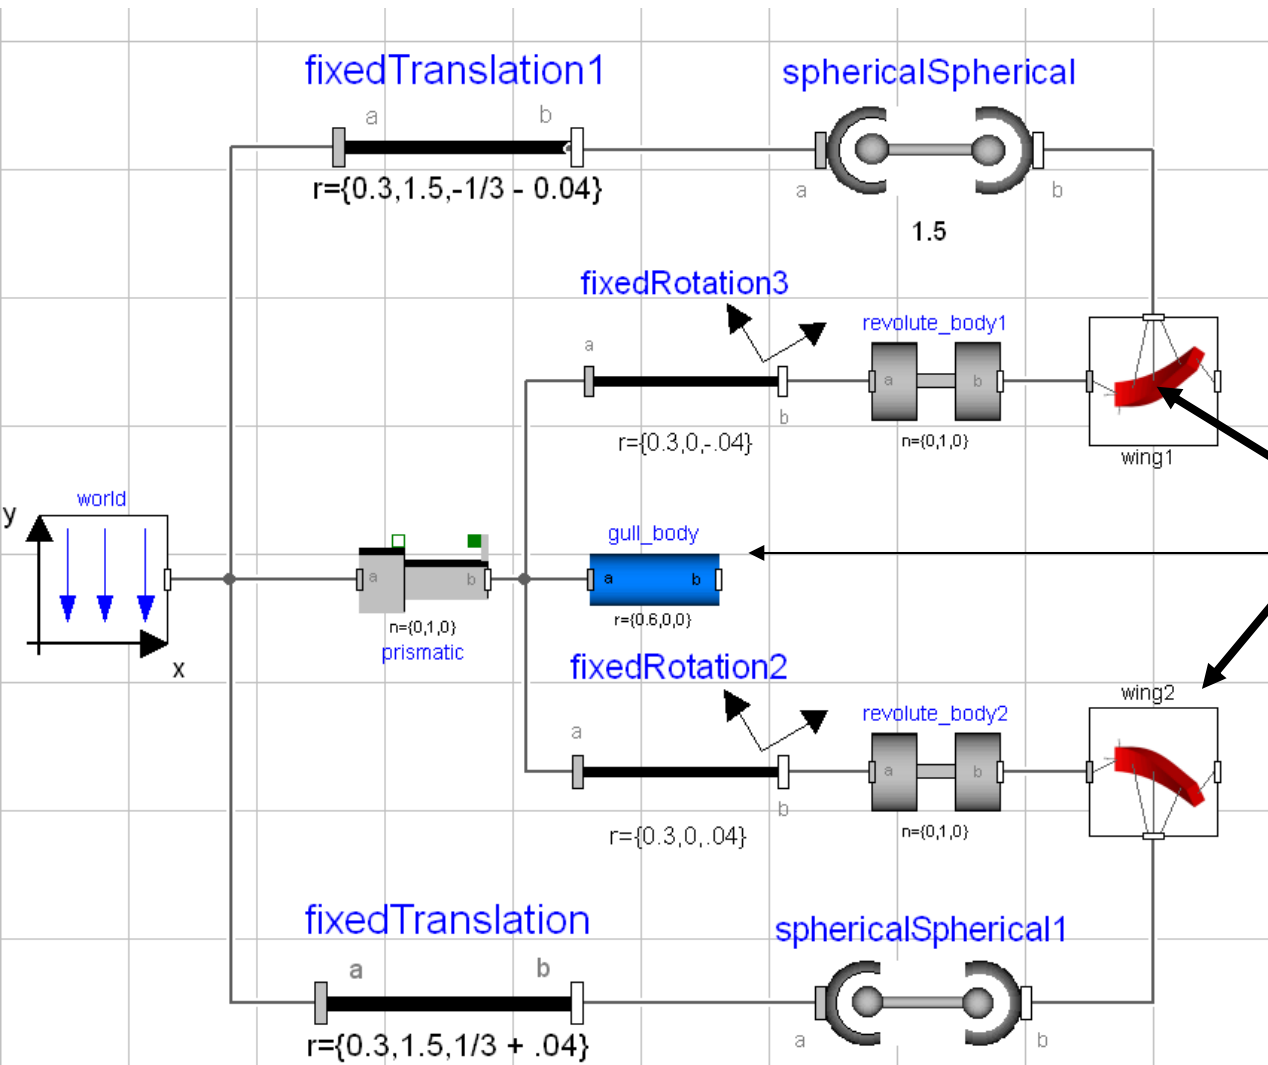 fixedTranslation1
a
b
r={0.3,1.5,-1/3 - 0.04}
sphericalSpherical
a
b
1.5
fixedRotation3
a
b
r={0.3,0,-.04}
revolute_body1
a
b
n={0,1,0}
wing1
world
y
x
a
b
n={0,1,0}
prismatic
gull_body
a
b
r={0.6,0,0}
fixedRotation2
a
b
r={0.3,0,.04}
revolute_body2
a
b
n={0,1,0}
wing2
fixedTranslation
a
b
r={0.3,1.5,1/3 + .04}
sphericalSpherical1
a
b